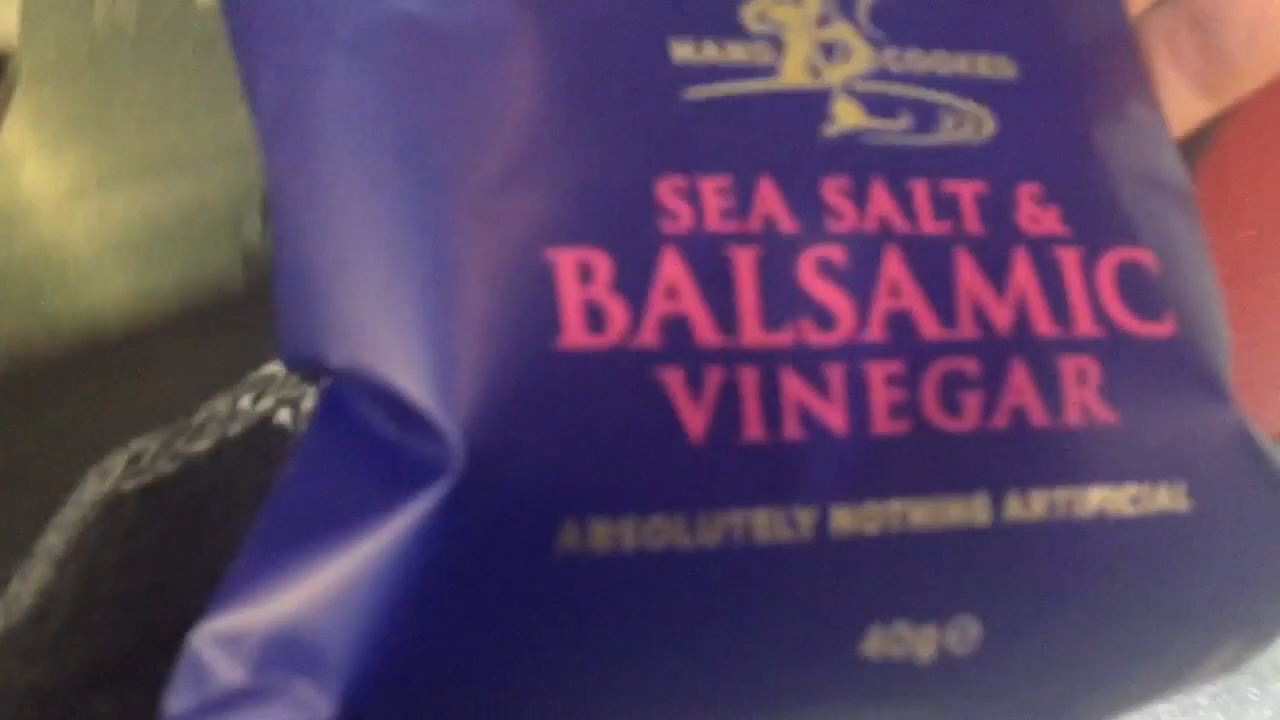 HAND COOKED
SEA SALT &
BALSAMIC
VINEGAR
ABSOLUTELY NOTHING ARTIFICIAL
40g ℮